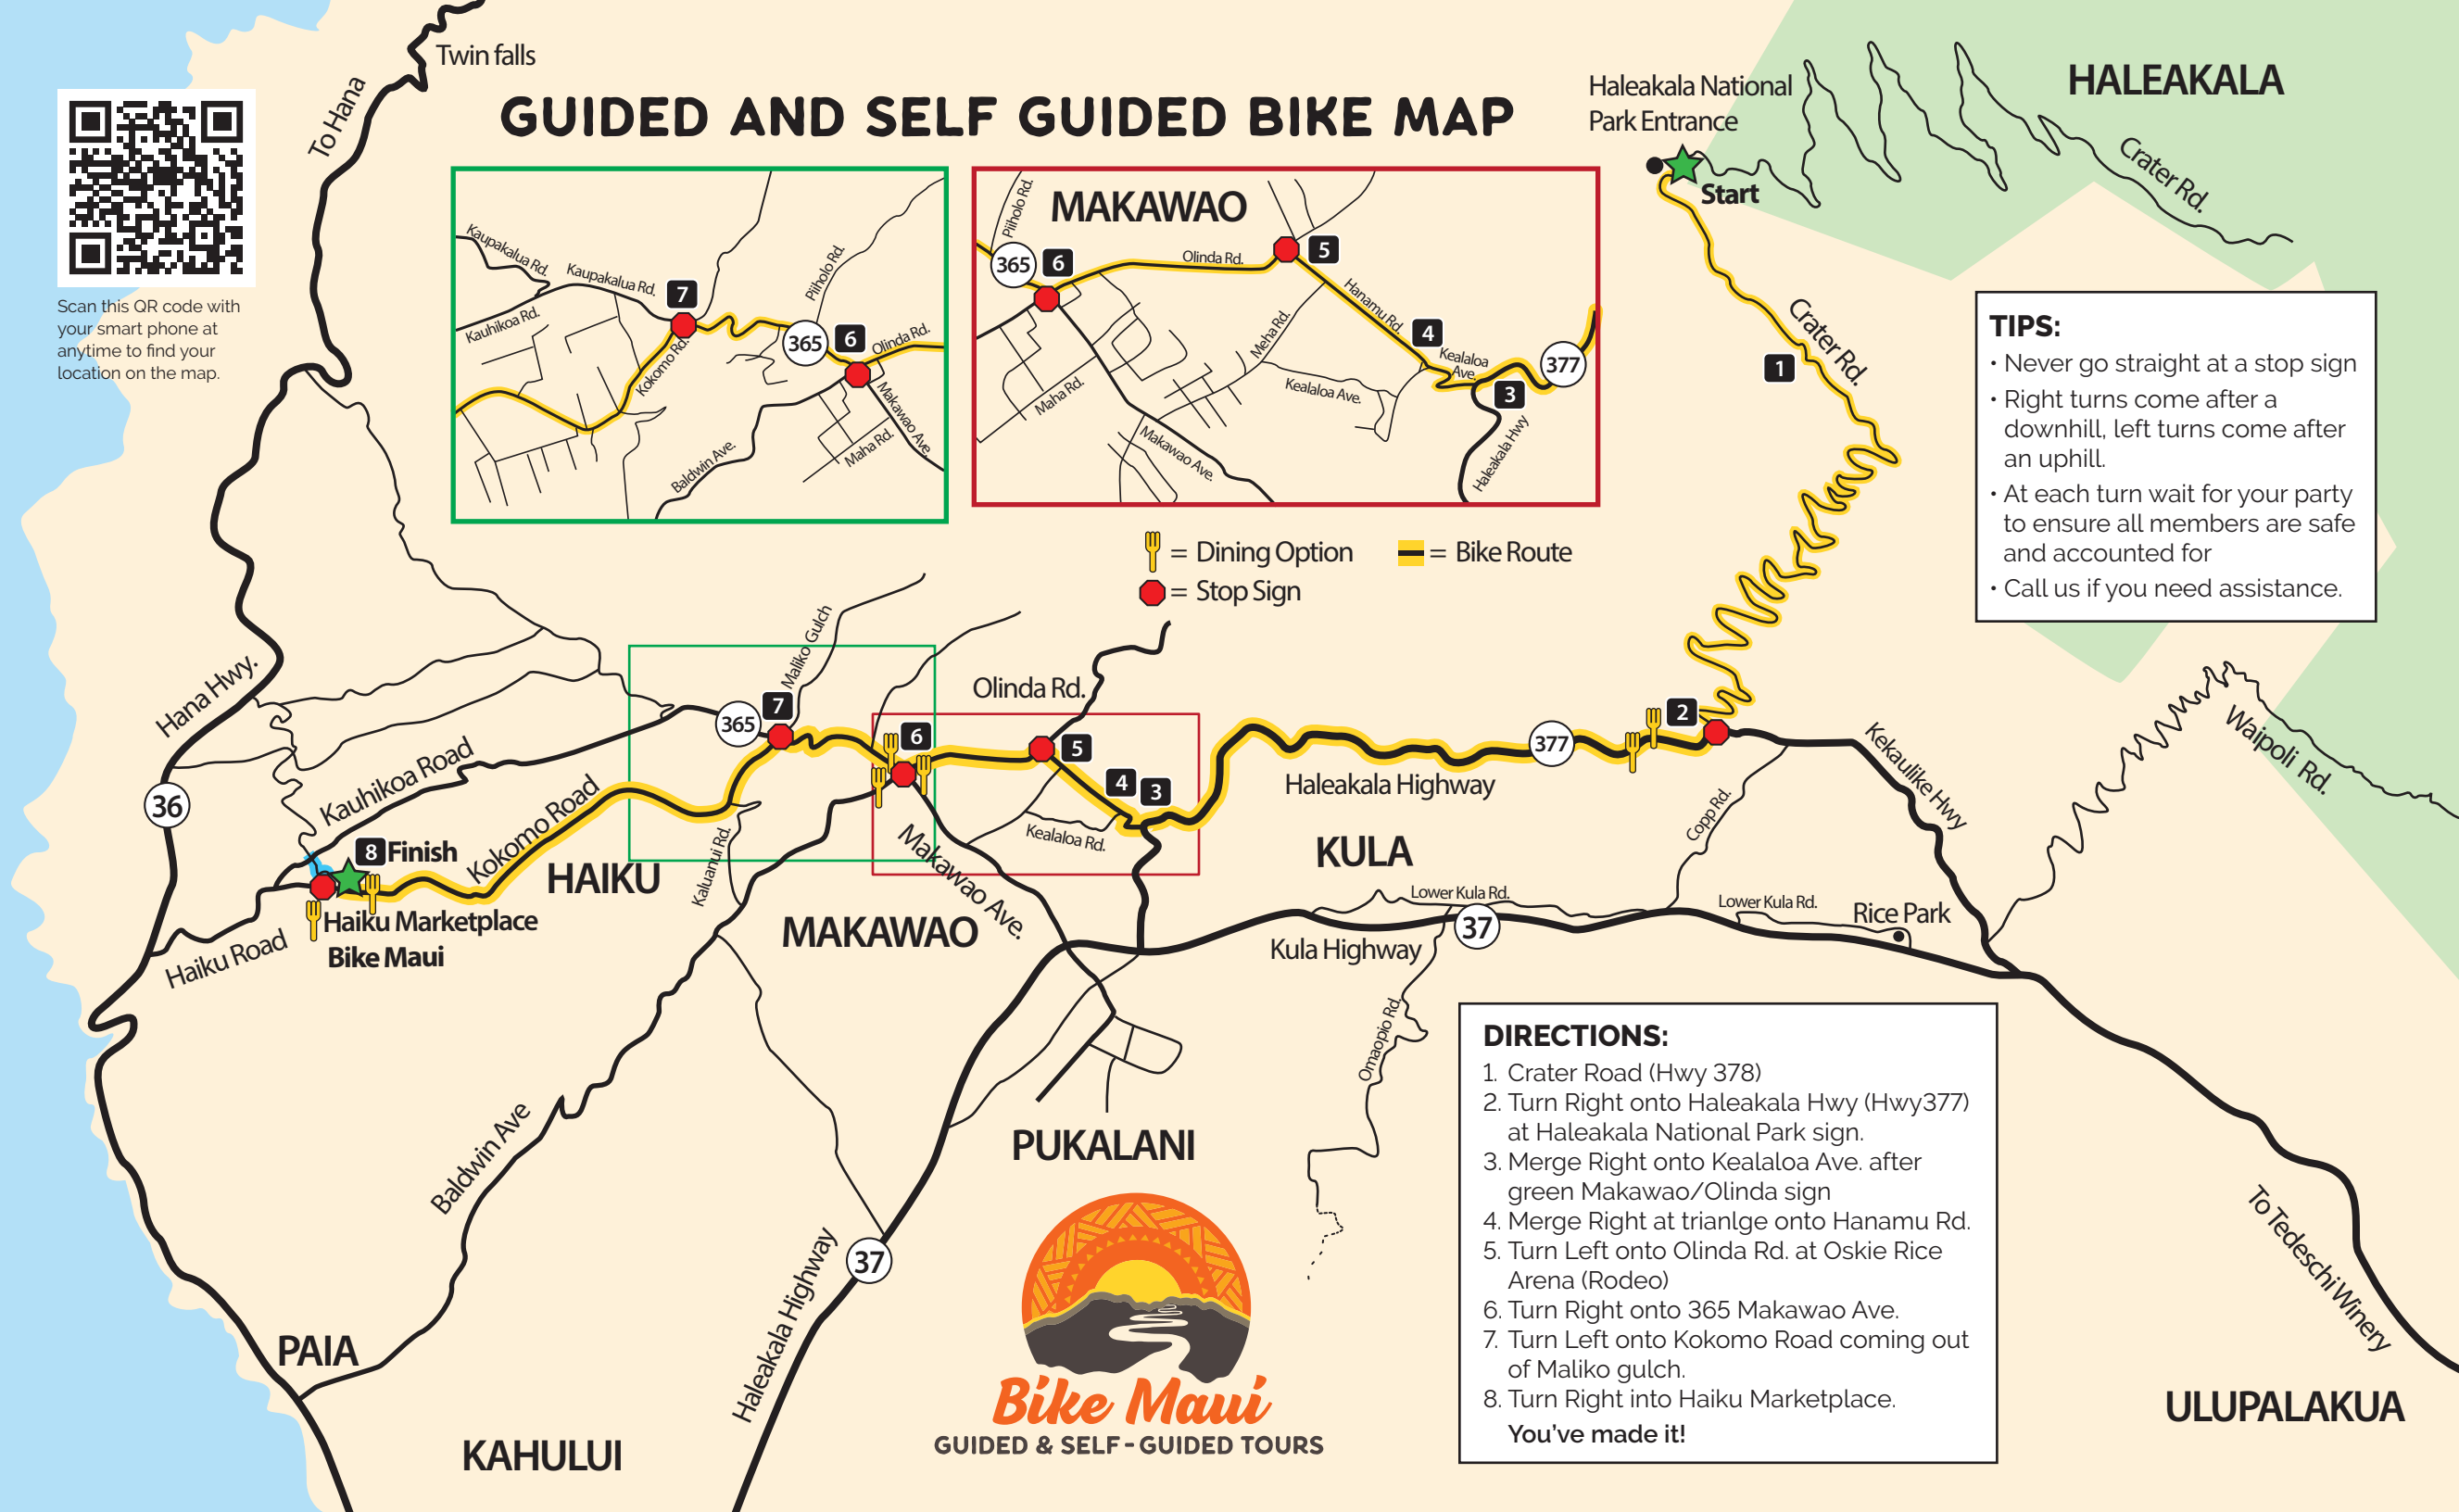 GUIDED AND SELF GUIDED BIKE MAP
Twin falls
To Hana
Scan this QR code with
your smart phone at
anytime to find your
location on the map.
Kaupakalua Rd.
Kaupakalua Rd.
Kauhikoa Rd.
7
Kokomo Rd.
Piiholo Rd.
365
6
Olinda Rd.
Makawao Ave.
Maha Rd.
Baldwin Ave.
MAKAWAO
Piiholo Rd.
365
6
Olinda Rd.
5
Hanamu Rd.
Meha Rd.
4
Kealaloa
Ave.
377
3
Kealaloa Ave.
Maha Rd.
Makawao Ave.
Haleakala Hwy
= Dining Option
= Bike Route
= Stop Sign
Haleakala National
Park Entrance
Start
HALEAKALA
Crater Rd.
Crater Rd.
1
TIPS:
• Never go straight at a stop sign
• Right turns come after a
downhill, left turns come after
an uphill.
• At each turn wait for your party
to ensure all members are safe
and accounted for
• Call us if you need assistance.
Hana Hwy.
36
Kauhikoa Road
Kokomo Road
8 Finish
Haiku Marketplace
Bike Maui
Haiku Road
HAIKU
365
7
Maliko Gulch
6
Olinda Rd.
5
4
3
Kealaloa Rd.
Kaluanui Rd.
Makawao Ave.
MAKAWAO
Haleakala Highway
377
2
KULA
Copp Rd.
Kekaulike Hwy
Waipoli Rd.
Lower Kula Rd.
Lower Kula Rd.
Rice Park
Kula Highway
37
Omaopio Rd.
Baldwin Ave
PUKALANI
Haleakala Highway
37
PAIA
KAHULUI
Bike Maui
GUIDED & SELF-GUIDED TOURS
DIRECTIONS:
1. Crater Road (Hwy 378)
2. Turn Right onto Haleakala Hwy (Hwy377)
at Haleakala National Park sign.
3. Merge Right onto Kealaloa Ave. after
green Makawao/Olinda sign
4. Merge Right at trianlge onto Hanamu Rd.
5. Turn Left onto Olinda Rd. at Oskie Rice
Arena (Rodeo)
6. Turn Right onto 365 Makawao Ave.
7. Turn Left onto Kokomo Road coming out
of Maliko gulch.
8. Turn Right into Haiku Marketplace.
You've made it!
To Tedeschi Winery
ULUPALAKUA